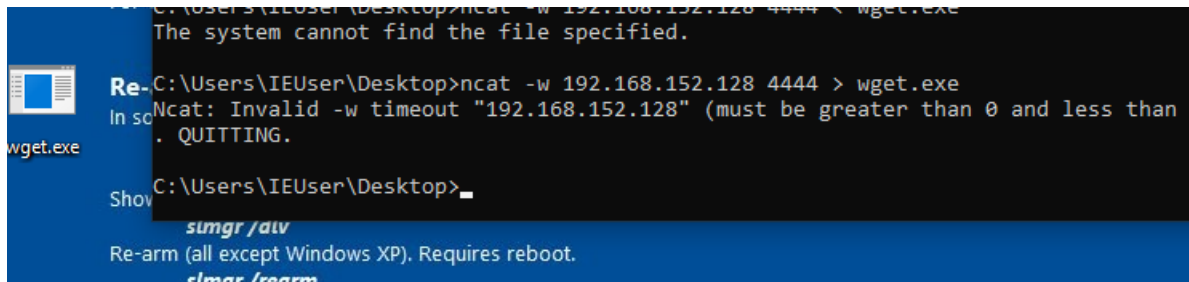 C:\Users\IEUser\Desktop>ncat -w 192.168.152.128 4444 < wget.exe
The system cannot find the file specified.
C:\Users\IEUser\Desktop>ncat -w 192.168.152.128 4444 > wget.exe
Re-
Ncat: Invalid -w timeout "192.168.152.128" (must be greater than 0 and less than
In so
. QUITTING.
wget.exe
C:\Users\IEUser\Desktop>
Show
slmgr /dlv
Re-arm (all except Windows XP). Requires reboot.
slmgr /rearm